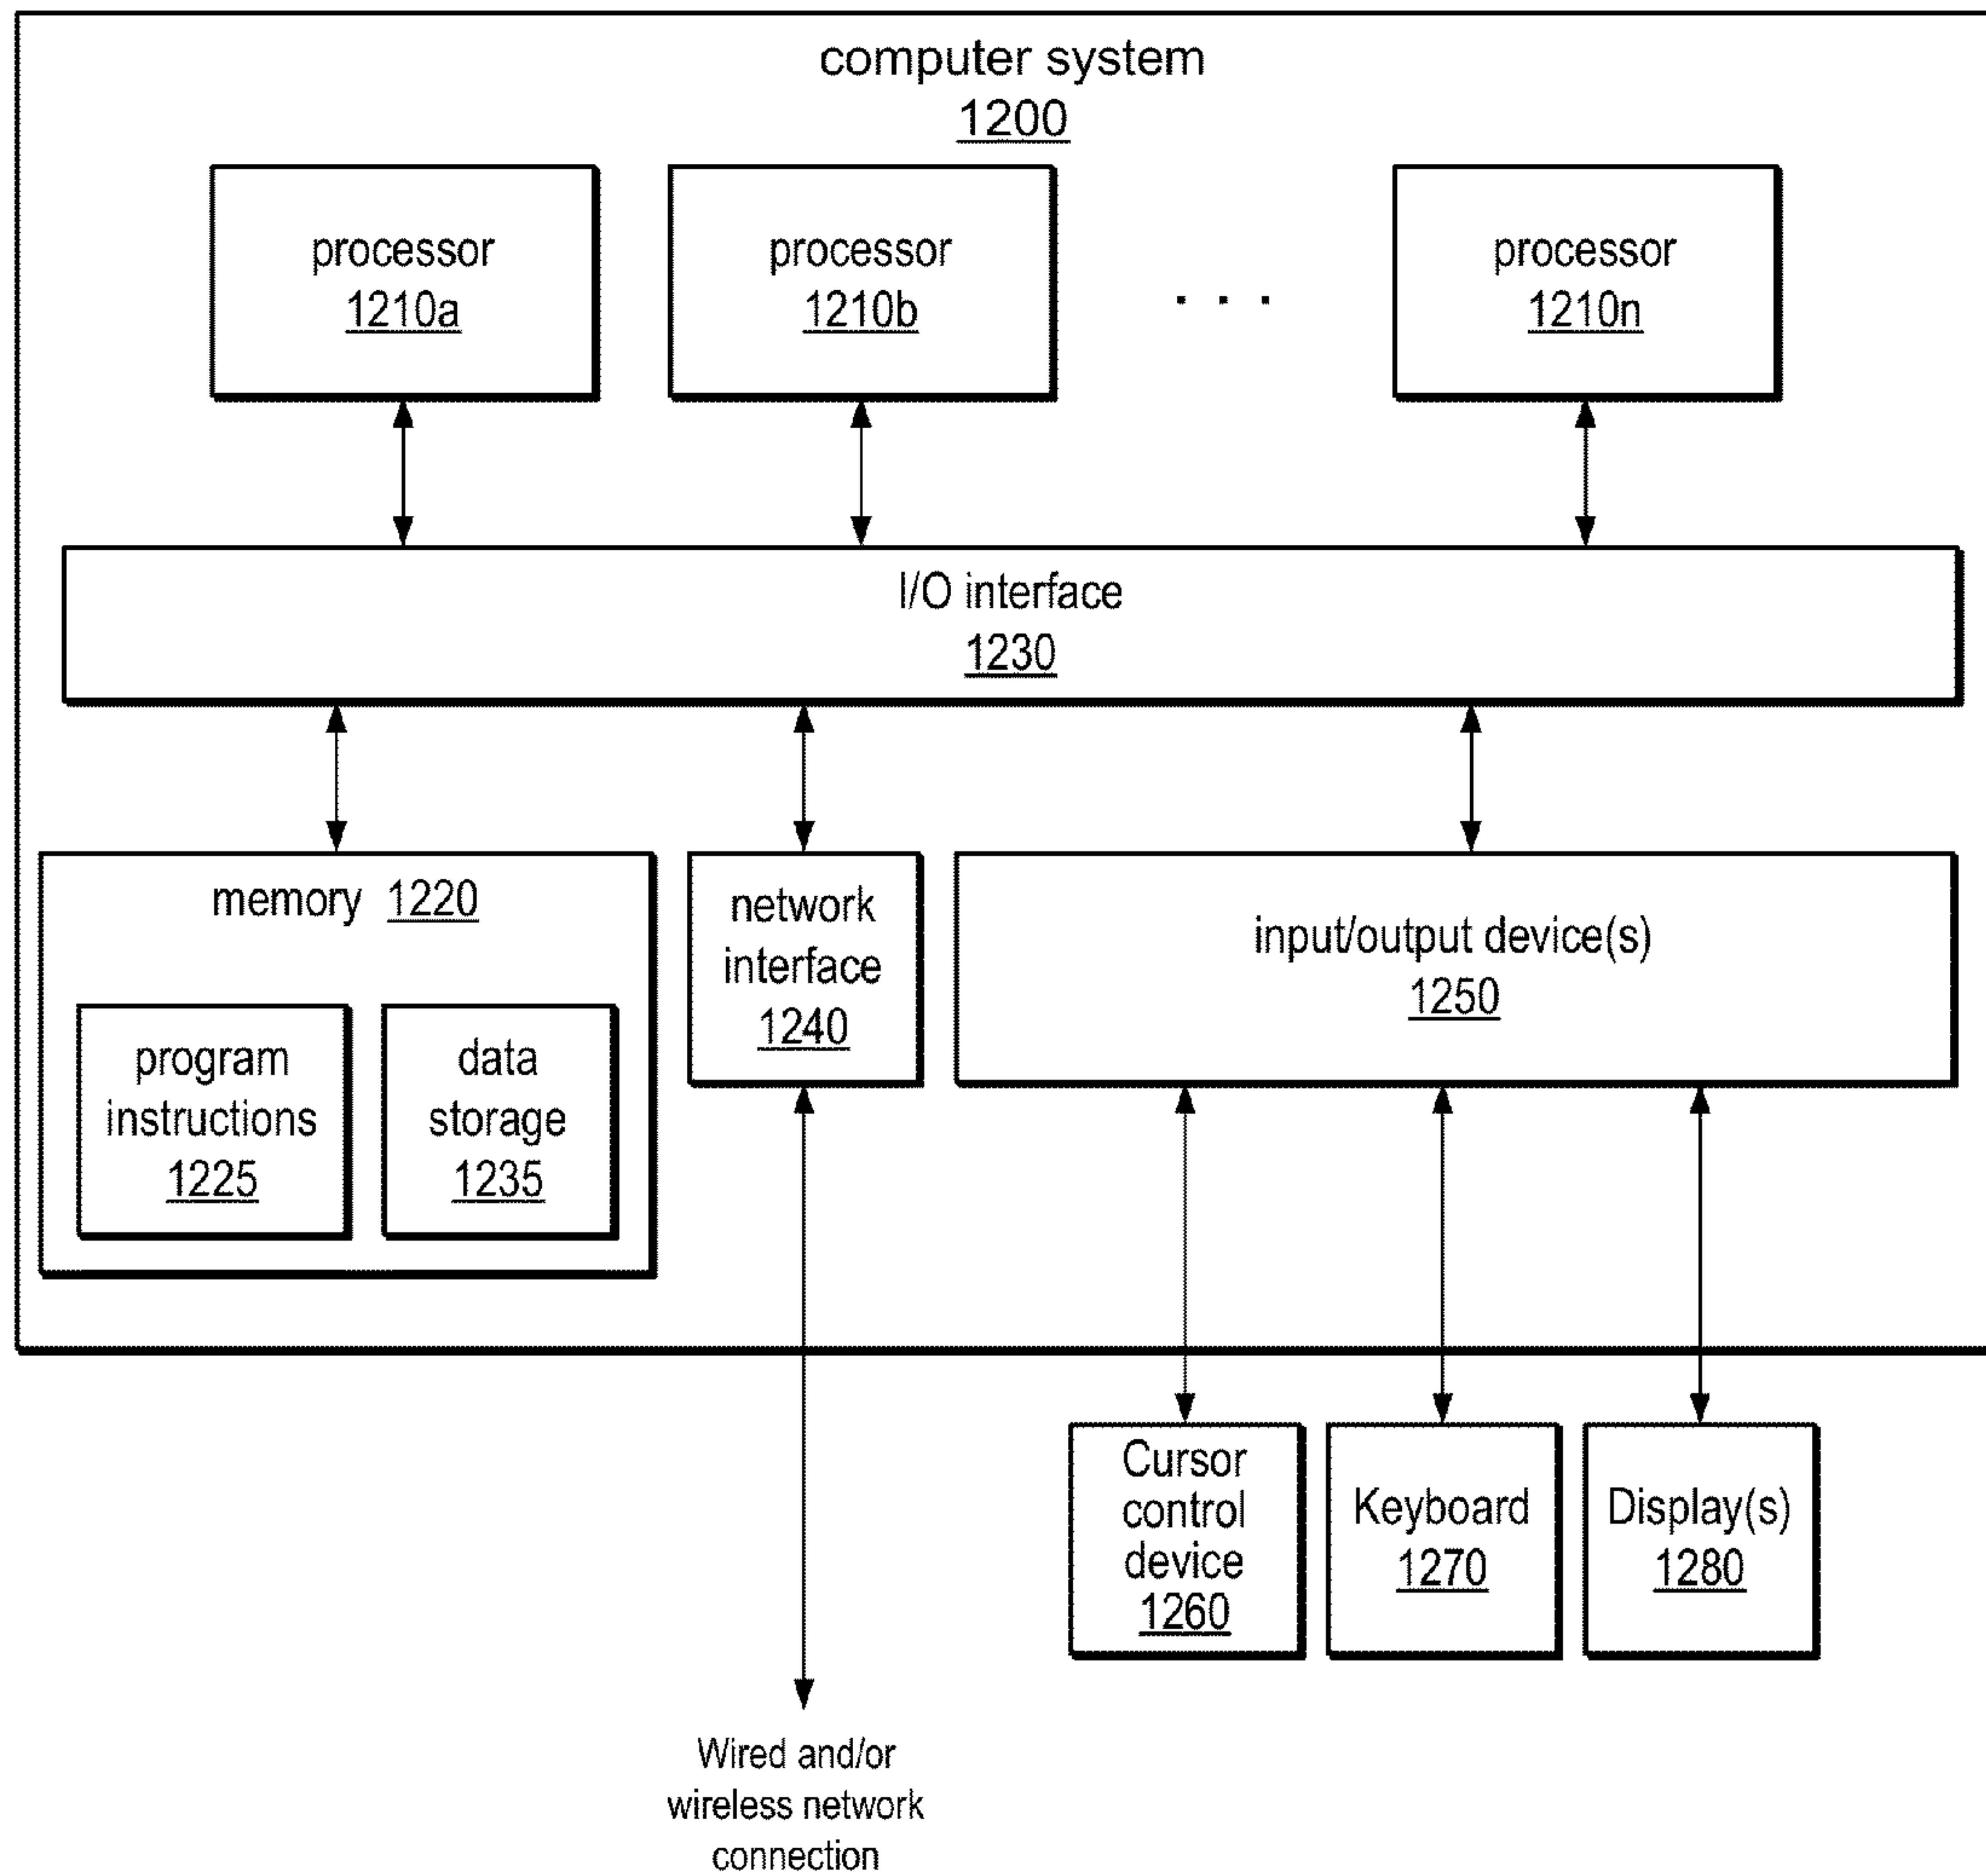 computer system
1200
processor
1210a
processor
1210b
. . .
processor
1210n
I/O interface
1230
memory 1220
program
instructions
1225
data
storage
1235
network
interface
1240
input/output device(s)
1250
Cursor
control
device
1260
Keyboard
1270
Display(s)
1280
Wired and/or
wireless network
connection